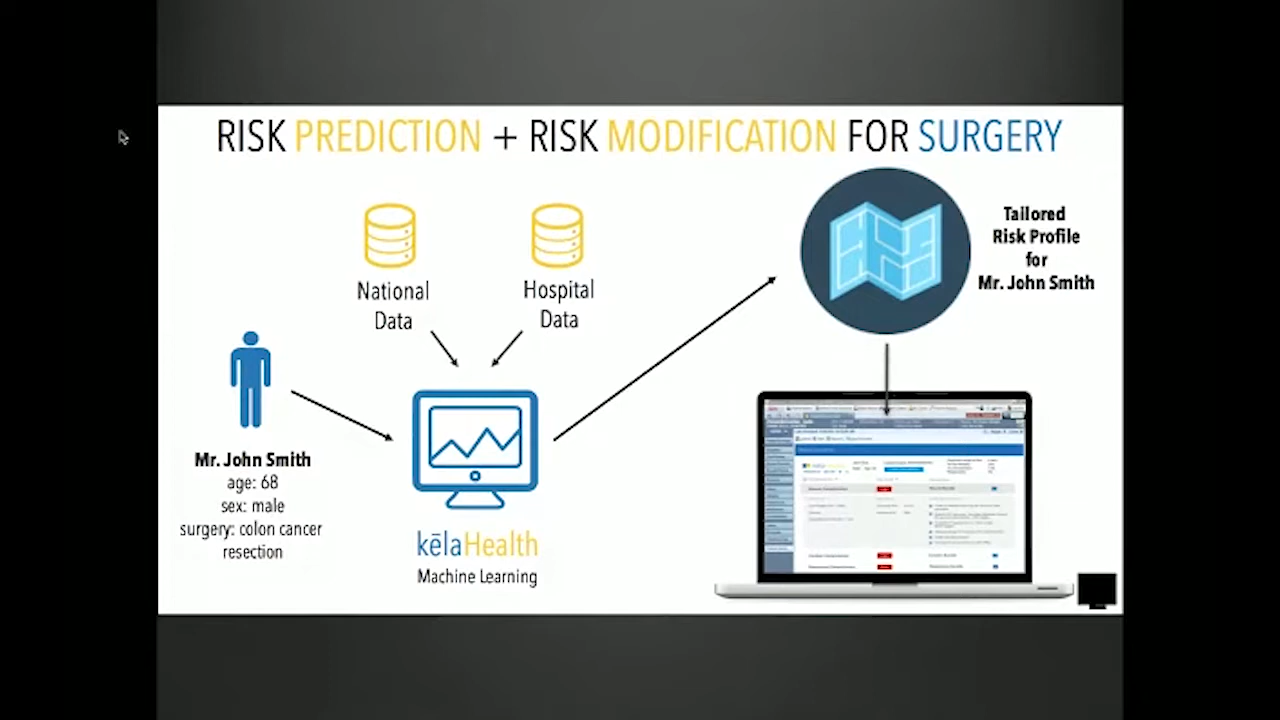 RISK PREDICTION + RISK MODIFICATION FOR SURGERY
National
Data
Hospital
Data
Tailored
Risk Profile
for
Mr. John Smith
Mr. John Smith
age: 68
sex: male
surgery: colon cancer
resection
kēlaHealth
Machine Learning